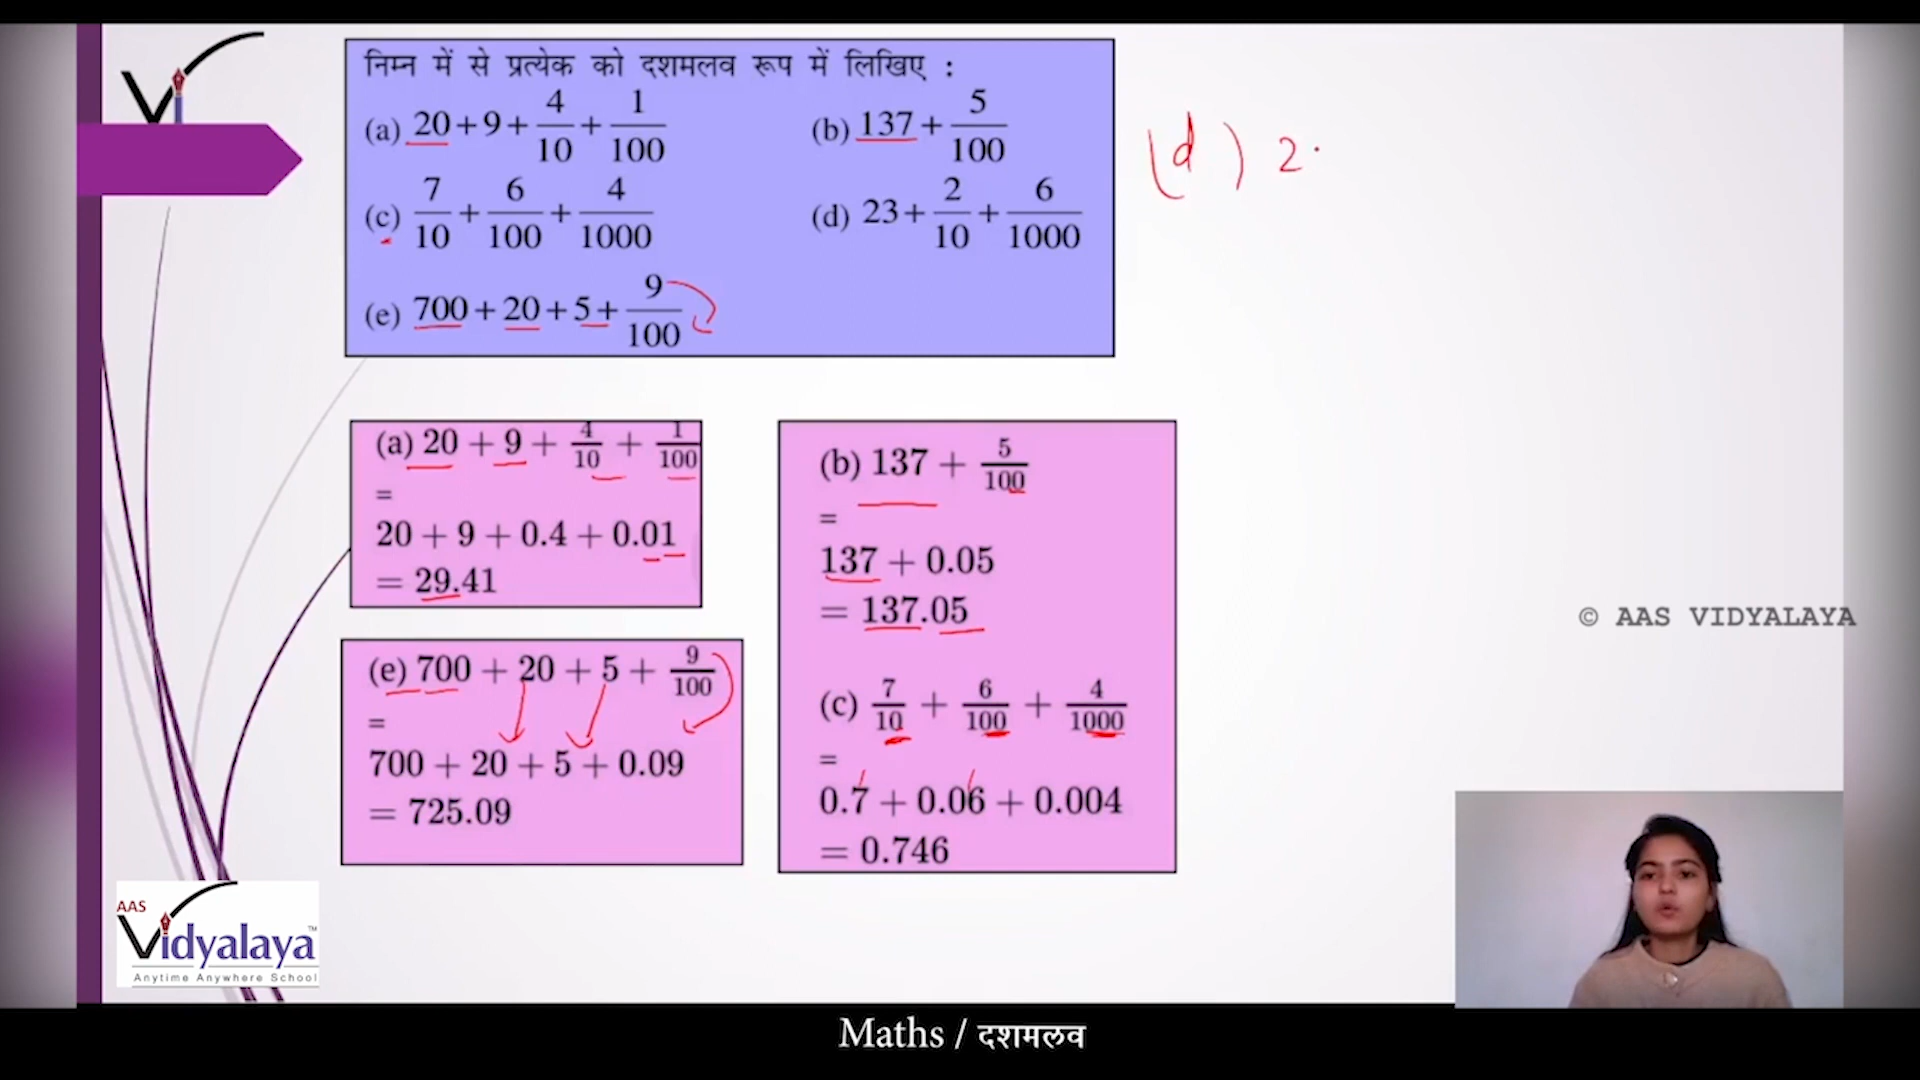 निम्न में से प्रत्येक को दशमलव रूप में लिखिए :
(a) 20 + 9 + 4/10 + 1/100
(b) 137 + 5/100
(c) 7/10 + 6/100 + 4/1000
(d) 23 + 2/10 + 6/1000
(e) 700 + 20 + 5 + 9/100
(d) 2.
(a) 20 + 9 + 4/10 + 1/100
=
20 + 9 + 0.4 + 0.01
= 29.41
(b) 137 + 5/100
=
137 + 0.05
= 137.05
(c) 7/10 + 6/100 + 4/1000
=
0.7 + 0.06 + 0.004
= 0.746
(e) 700 + 20 + 5 + 9/100
=
700 + 20 + 5 + 0.09
= 725.09
© AAS VIDYALAYA
AAS
Vidyalaya™
Anytime Anywhere School
Maths / दशमलव